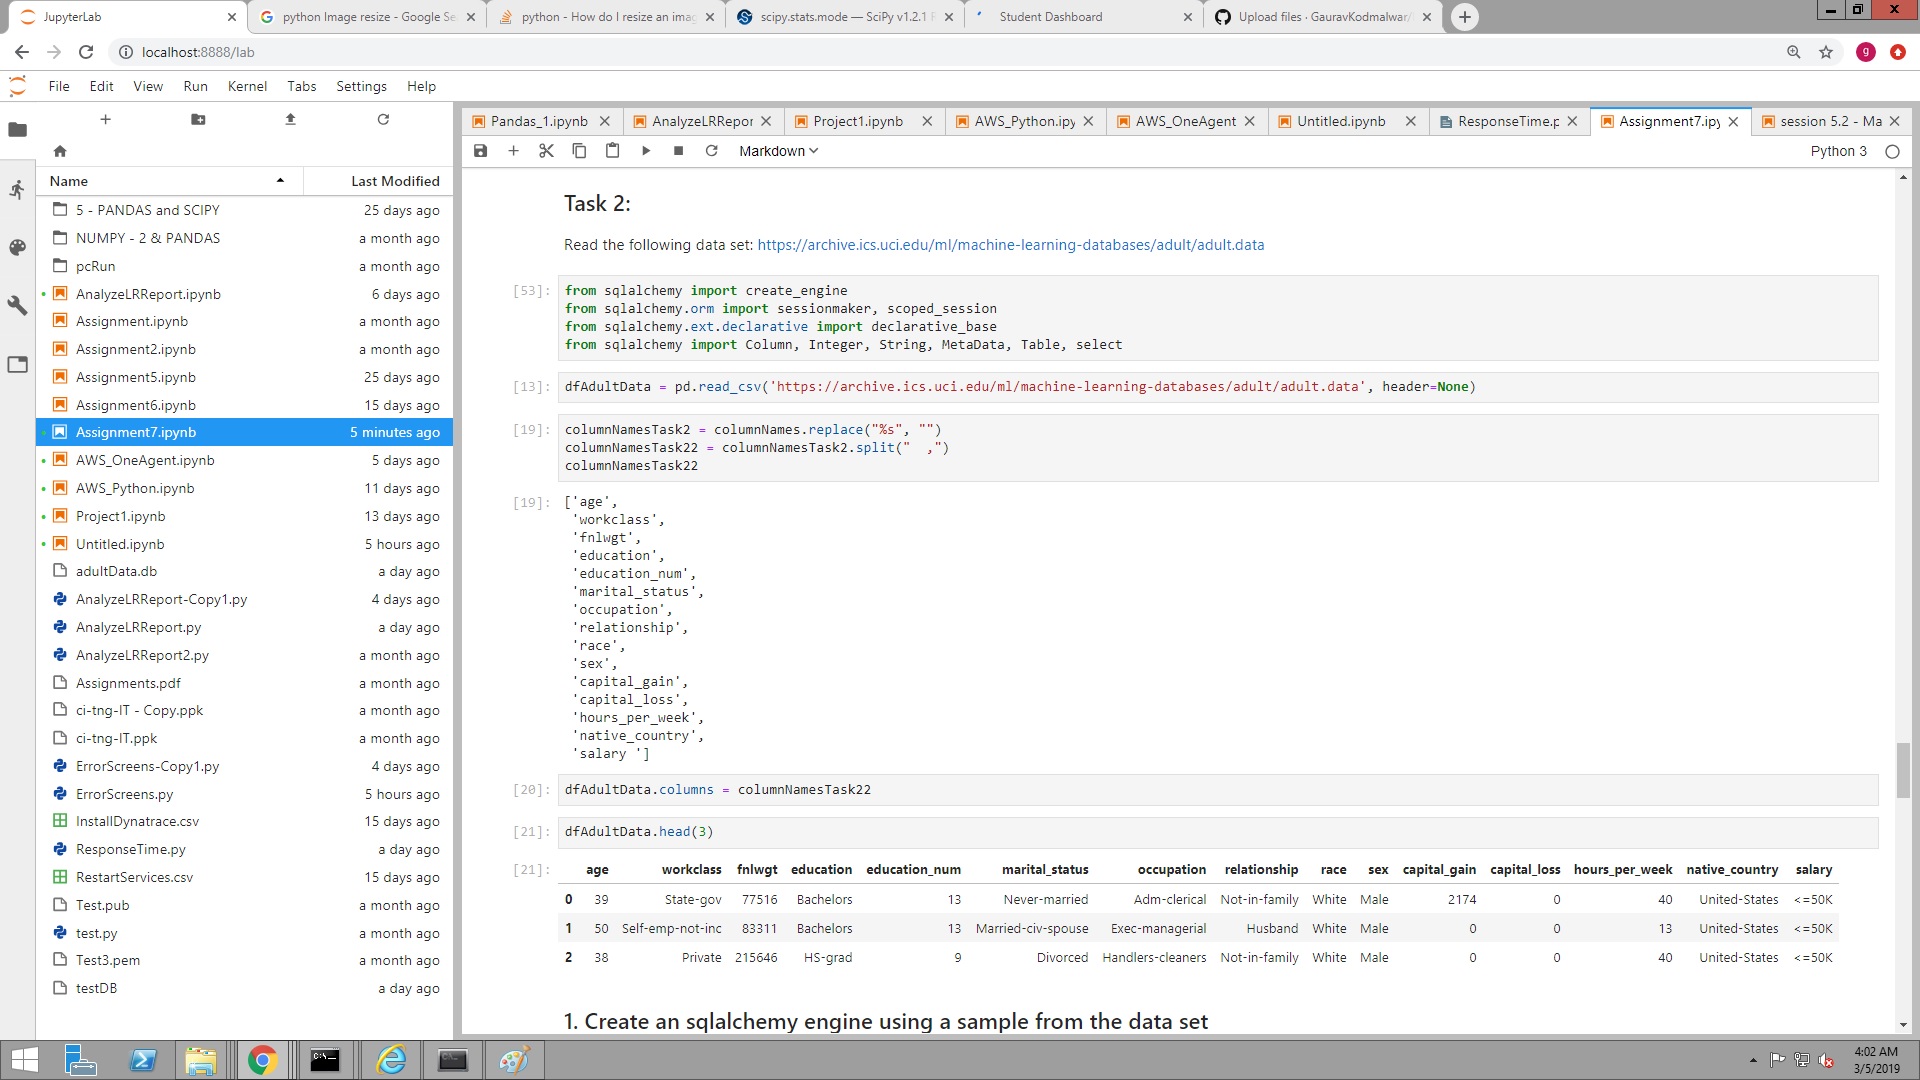 JupyterLab
python Image resize - Google Se
python - How do I resize an imag
scipy.stats.mode — SciPy v1.2.1 R
Student Dashboard
Upload files · GauravKodmalwar/
localhost:8888/lab
g
File Edit View Run Kernel Tabs Settings Help
Pandas_1.ipynb
AnalyzeLRRepor
Project1.ipynb
AWS_Python.ipy
AWS_OneAgent
Untitled.ipynb
ResponseTime.p
Assignment7.ipy
session 5.2 - Ma
Markdown
Python 3
Name Last Modified
5 - PANDAS and SCIPY 25 days ago
NUMPY - 2 & PANDAS a month ago
pcRun a month ago
AnalyzeLRReport.ipynb 6 days ago
Assignment.ipynb a month ago
Assignment2.ipynb a month ago
Assignment5.ipynb 25 days ago
Assignment6.ipynb 15 days ago
Assignment7.ipynb 5 minutes ago
AWS_OneAgent.ipynb 5 days ago
AWS_Python.ipynb 11 days ago
Project1.ipynb 13 days ago
Untitled.ipynb 5 hours ago
adultData.db a day ago
AnalyzeLRReport-Copy1.py 4 days ago
AnalyzeLRReport.py a day ago
AnalyzeLRReport2.py a month ago
Assignments.pdf a month ago
ci-tng-IT - Copy.ppk a month ago
ci-tng-IT.ppk a month ago
ErrorScreens-Copy1.py 4 days ago
ErrorScreens.py 5 hours ago
InstallDynatrace.csv 15 days ago
ResponseTime.py a day ago
RestartServices.csv 15 days ago
Test.pub a month ago
test.py a month ago
Test3.pem a month ago
testDB a day ago
Task 2:
Read the following data set: https://archive.ics.uci.edu/ml/machine-learning-databases/adult/adult.data
[53]: from sqlalchemy import create_engine
from sqlalchemy.orm import sessionmaker, scoped_session
from sqlalchemy.ext.declarative import declarative_base
from sqlalchemy import Column, Integer, String, MetaData, Table, select
[13]: dfAdultData = pd.read_csv('https://archive.ics.uci.edu/ml/machine-learning-databases/adult/adult.data', header=None)
[19]: columnNamesTask2 = columnNames.replace("%s", "")
columnNamesTask22 = columnNamesTask2.split("  ,")
columnNamesTask22
[19]: ['age',
'workclass',
'fnlwgt',
'education',
'education_num',
'marital_status',
'occupation',
'relationship',
'race',
'sex',
'capital_gain',
'capital_loss',
'hours_per_week',
'native_country',
'salary ']
[20]: dfAdultData.columns = columnNamesTask22
[21]: dfAdultData.head(3)
[21]: age workclass fnlwgt education education_num marital_status occupation relationship race sex capital_gain capital_loss hours_per_week native_country salary
0 39 State-gov 77516 Bachelors 13 Never-married Adm-clerical Not-in-family White Male 2174 0 40 United-States <=50K
1 50 Self-emp-not-inc 83311 Bachelors 13 Married-civ-spouse Exec-managerial Husband White Male 0 0 13 United-States <=50K
2 38 Private 215646 HS-grad 9 Divorced Handlers-cleaners Not-in-family White Male 0 0 40 United-States <=50K
1. Create an sqlalchemy engine using a sample from the data set
4:02 AM
3/5/2019